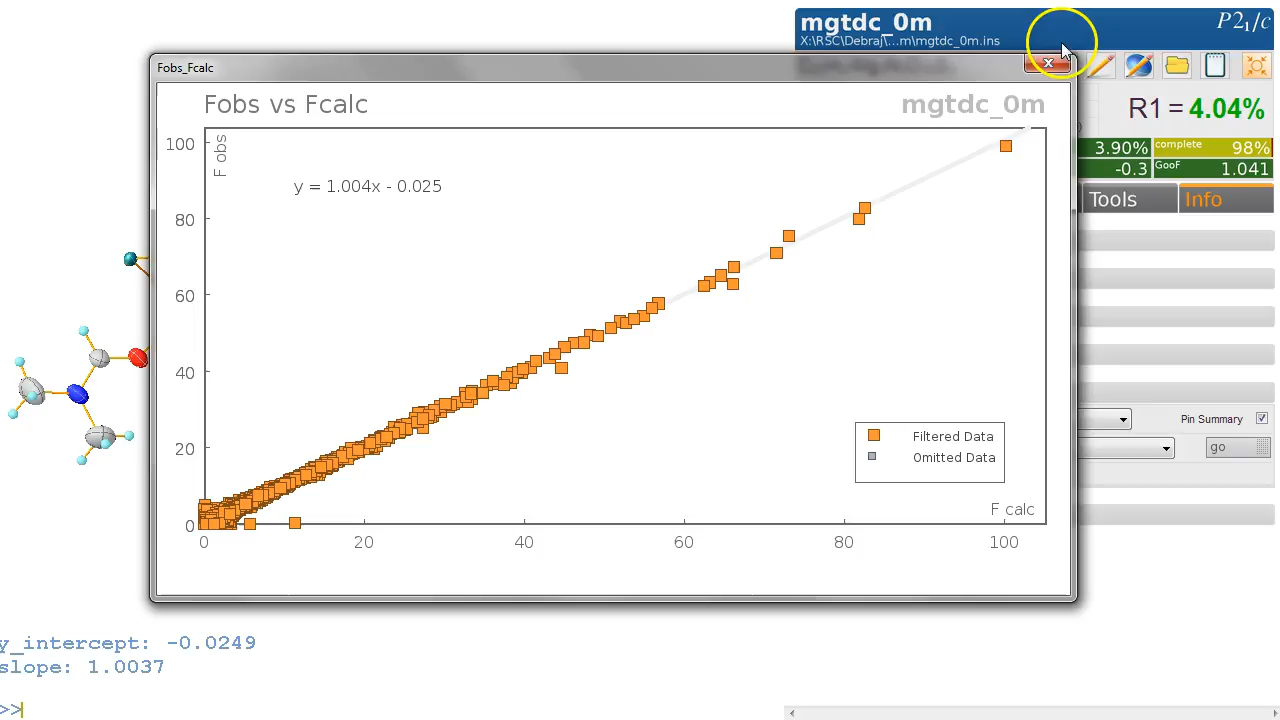 mgtdc_0m
P2₁/c
X:\RSC\Debraj\...m\mgtdc_0m.ins
Fobs_Fcalc
Fobs vs Fcalc
mgtdc_0m
R1 = 4.04%
3.90%
complete
98%
-0.3
GooF
1.041
Tools
Info
F obs
100
80
60
40
20
0
y = 1.004x - 0.025
Filtered Data
Omitted Data
F calc
0
20
40
60
80
100
Pin Summary
go
y_intercept: -0.0249
slope: 1.0037
>>